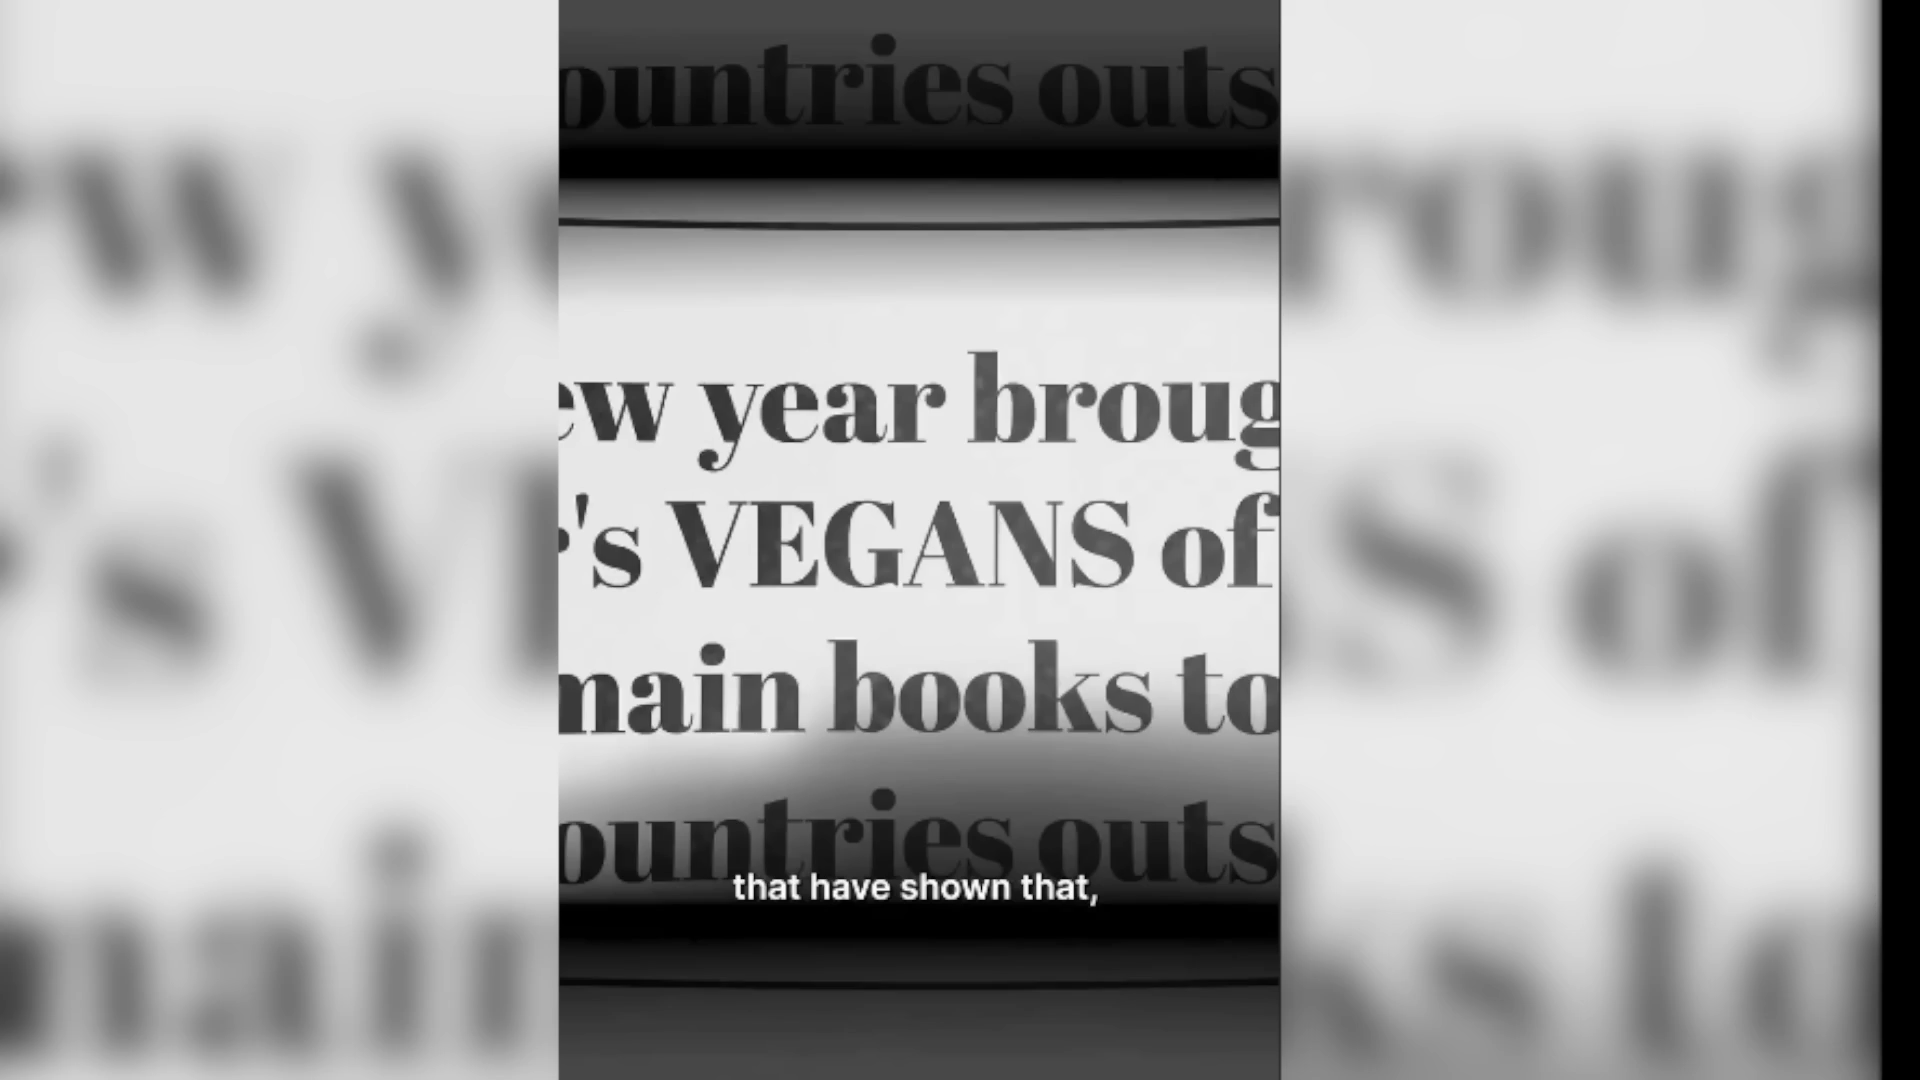 ountries outs
ew year broug
r's VEGANS of
main books to
ountries outs
that have shown that,